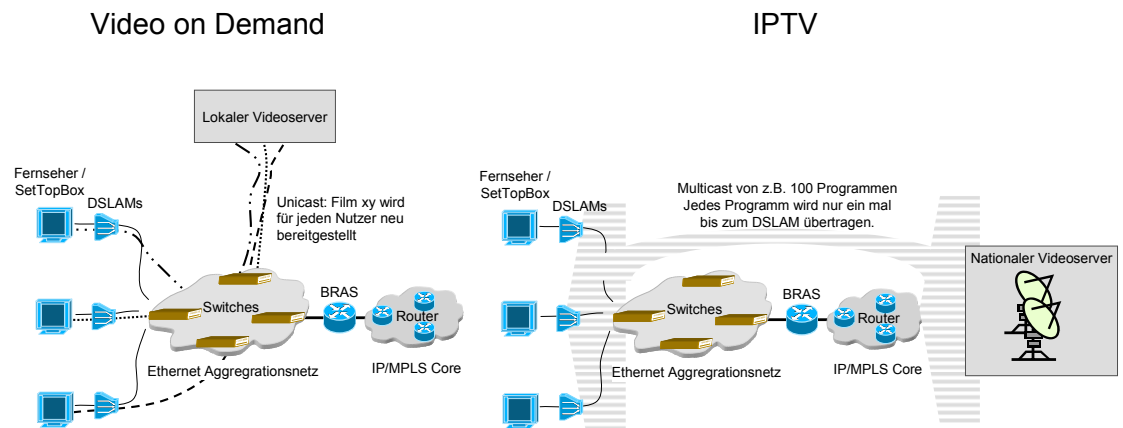 Video on Demand
Lokaler Videoserver
Fernseher /
SetTopBox
DSLAMs
Unicast: Film xy wird
für jeden Nutzer neu
bereitgestellt
Switches
BRAS
Router
Ethernet Aggregrationsnetz
IP/MPLS Core
IPTV
Fernseher /
SetTopBox
DSLAMs
Multicast von z.B. 100 Programmen
Jedes Programm wird nur ein mal
bis zum DSLAM übertragen.
Nationaler Videoserver
Switches
BRAS
Router
Ethernet Aggregrationsnetz
IP/MPLS Core